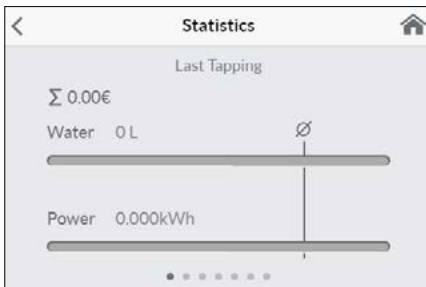 Statistics
Last Tapping
Σ 0.00€
Water 0 L Ø
Power 0.000kWh